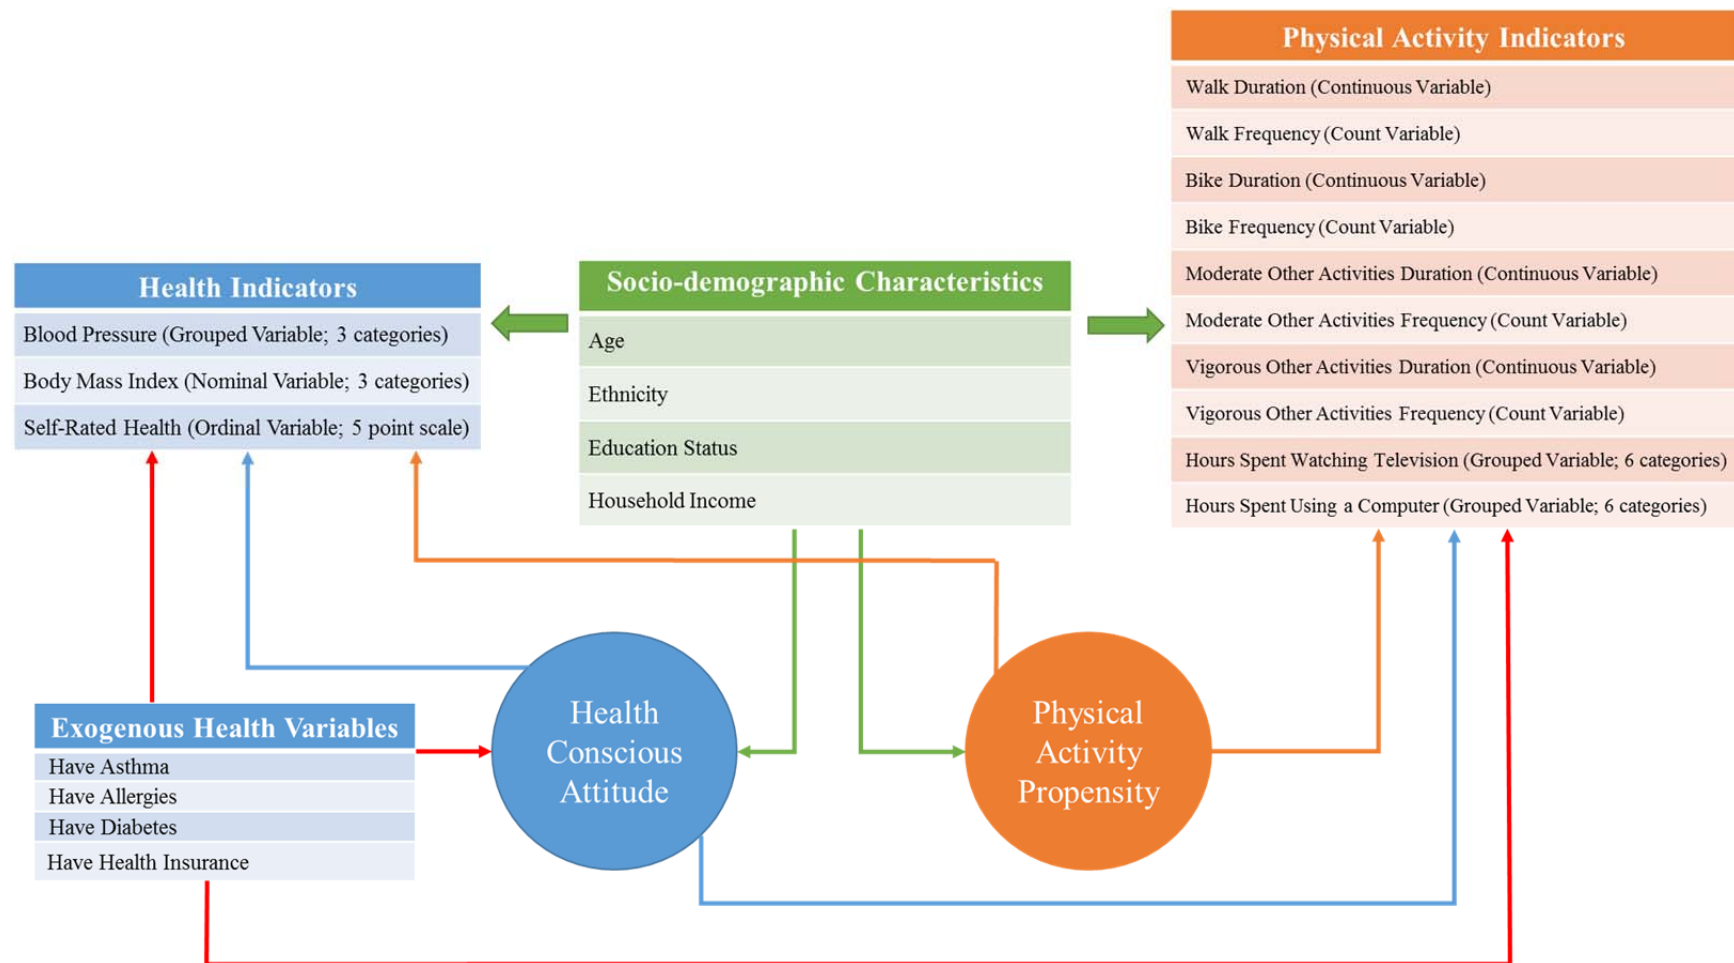 Physical Activity Indicators
Walk Duration (Continuous Variable)
Walk Frequency (Count Variable)
Bike Duration (Continuous Variable)
Bike Frequency (Count Variable)
Moderate Other Activities Duration (Continuous Variable)
Moderate Other Activities Frequency (Count Variable)
Vigorous Other Activities Duration (Continuous Variable)
Vigorous Other Activities Frequency (Count Variable)
Hours Spent Watching Television (Grouped Variable; 6 categories)
Hours Spent Using a Computer (Grouped Variable; 6 categories)
Health Indicators
Blood Pressure (Grouped Variable; 3 categories)
Body Mass Index (Nominal Variable; 3 categories)
Self-Rated Health (Ordinal Variable; 5 point scale)
Socio-demographic Characteristics
Age
Ethnicity
Education Status
Household Income
Exogenous Health Variables
Have Asthma
Have Allergies
Have Diabetes
Have Health Insurance
Health
Conscious
Attitude
Physical
Activity
Propensity